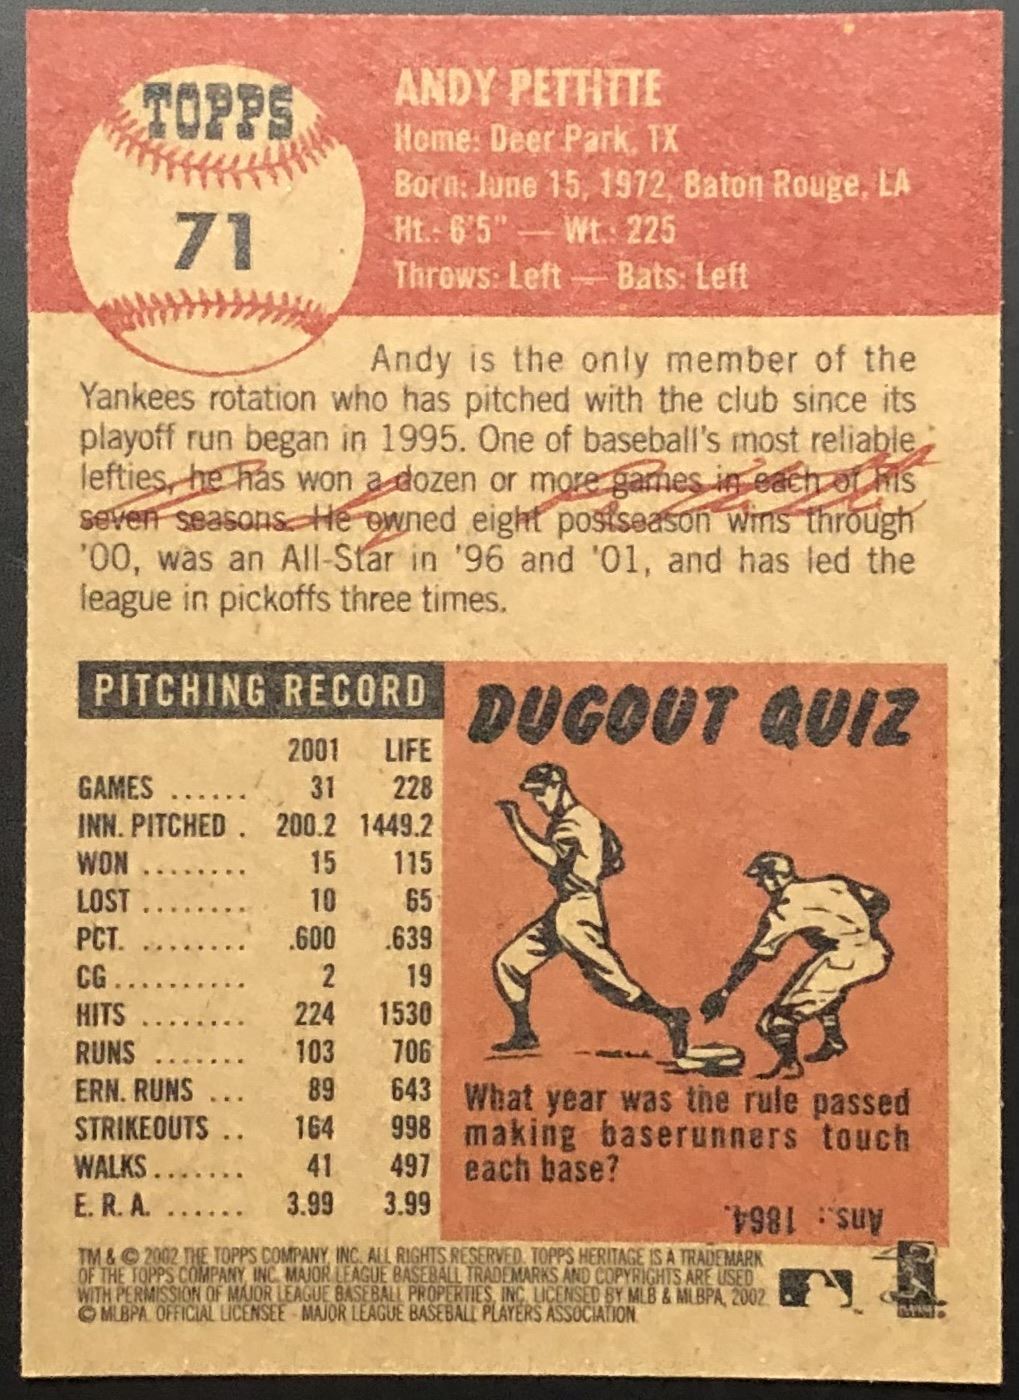 TOPPS
71
ANDY PETTITTE
Home: Deer Park, TX
Born: June 15, 1972, Baton Rouge, LA
Ht.: 6'5" — Wt.: 225
Throws: Left — Bats: Left
Andy is the only member of the
Yankees rotation who has pitched with the club since its
playoff run began in 1995. One of baseball's most reliable
lefties, he has won a dozen or more games in each of his
seven seasons. He owned eight postseason wins through
'00, was an All-Star in '96 and '01, and has led the
league in pickoffs three times.
PITCHING RECORD
2001 LIFE
GAMES ...... 31 228
INN. PITCHED . 200.2 1449.2
WON ........ 15 115
LOST ........ 10 65
PCT. ........ .600 .639
CG .......... 2 19
HITS ........ 224 1530
RUNS ....... 103 706
ERN. RUNS ... 89 643
STRIKEOUTS .. 164 998
WALKS ....... 41 497
E. R. A. ...... 3.99 3.99
DUGOUT QUIZ
What year was the rule passed
making baserunners touch
each base?
Ans.: 1864.
TM & © 2002 THE TOPPS COMPANY, INC. ALL RIGHTS RESERVED. TOPPS HERITAGE IS A TRADEMARK
OF THE TOPPS COMPANY, INC. MAJOR LEAGUE BASEBALL TRADEMARKS AND COPYRIGHTS ARE USED
WITH PERMISSION OF MAJOR LEAGUE BASEBALL PROPERTIES, INC. LICENSED BY MLB & MLBPA, 2002
© MLBPA OFFICIAL LICENSEE - MAJOR LEAGUE BASEBALL PLAYERS ASSOCIATION.